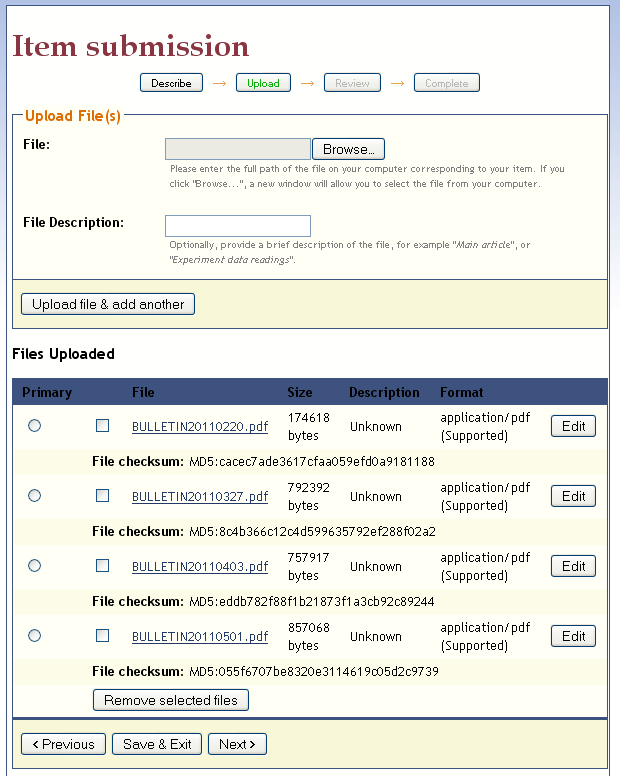 Item submission
Describe → Upload → Review → Complete
Upload File(s)
File:
Browse...
Please enter the full path of the file on your computer corresponding to your item. If you
click "Browse...", a new window will allow you to select the file from your computer.
File Description:
Optionally, provide a brief description of the file, for example "Main article", or
"Experiment data readings".
Upload file & add another
Files Uploaded
Primary File Size Description Format
BULLETIN20110220.pdf 174618 bytes Unknown application/pdf (Supported) Edit
File checksum: MD5:cacec7ade3617cfaa059efd0a9181188
BULLETIN20110327.pdf 792392 bytes Unknown application/pdf (Supported) Edit
File checksum: MD5:8c4b366c12c4d599635792ef288f02a2
BULLETIN20110403.pdf 757917 bytes Unknown application/pdf (Supported) Edit
File checksum: MD5:eddb782f88f1b21873f1a3cb92c89244
BULLETIN20110501.pdf 857068 bytes Unknown application/pdf (Supported) Edit
File checksum: MD5:055f6707be8320e3114619c05d2c9739
Remove selected files
< Previous Save & Exit Next >